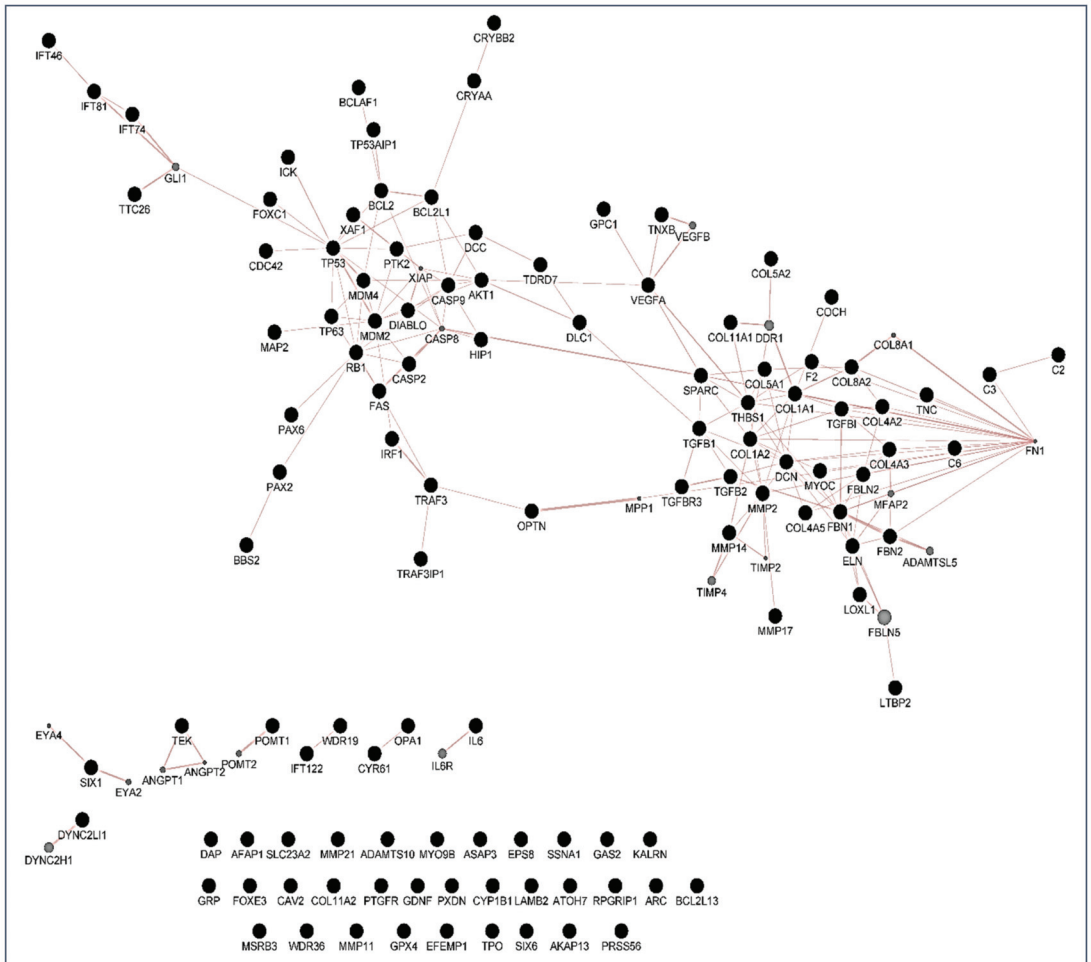 CRYBB2
IFT46
CRYAA
IFT81
BCLAF1
IFT74
TP53AIP1
GLI1
ICK
TTC26
BCL2
BCL2L1
FOXC1
XAF1
GPC1
TNXB
VEGFB
DCC
CDC42
TP53
PTK2
XIAP
TDRD7
COL5A2
MDM4
CASP9
AKT1
VEGFA
COCH
TP63
DIABLO
MDM2
CASP8
DLC1
COL11A1
DDR1
COL8A1
MAP2
HIP1
RB1
CASP2
C2
C3
F2
COL5A1
COL8A2
SPARC
FAS
THBS1
COL1A1
TNC
COL4A2
TGFBI
PAX6
IRF1
TGFB1
COL1A2
FN1
C6
COL4A3
DCN
MYOC
FBLN2
PAX2
TRAF3
TGFBR3
TGFB2
MMP2
MFAP2
MPP1
OPTN
COL4A5
FBN1
BBS2
TRAF3IP1
MMP14
TIMP2
ELN
FBN2
ADAMTSL5
TIMP4
LOXL1
MMP17
FBLN5
LTBP2
EYA4
TEK
POMT1
WDR19
OPA1
IL6
SIX1
EYA2
ANGPT1
ANGPT2
POMT2
IFT122
CYR61
IL6R
DYNC2LI1
DYNC2H1
DAP AFAP1 SLC23A2 MMP21 ADAMTS10 MYO9B ASAP3 EPS8 SSNA1 GAS2 KALRN
GRP FOXE3 CAV2 COL11A2 PTGFR GDNF PXDN CYP1B1 LAMB2 ATOH7 RPGRIP1 ARC BCL2L13
MSRB3 WDR36 MMP11 GPX4 EFEMP1 TPO SIX6 AKAP13 PRSS56